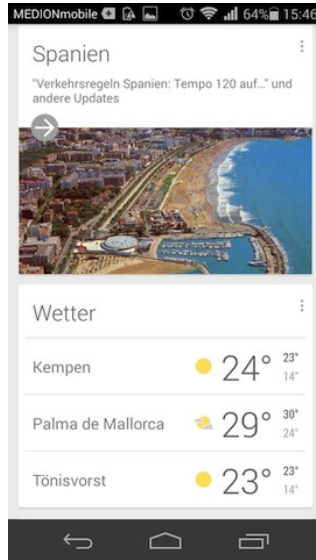 MEDIONmobile 64% 15:46
Spanien
"Verkehrsregeln Spanien: Tempo 120 auf..." und
andere Updates
Wetter
Kempen 24° 23° 14°
Palma de Mallorca 29° 30° 24°
Tönisvorst 23° 23° 14°